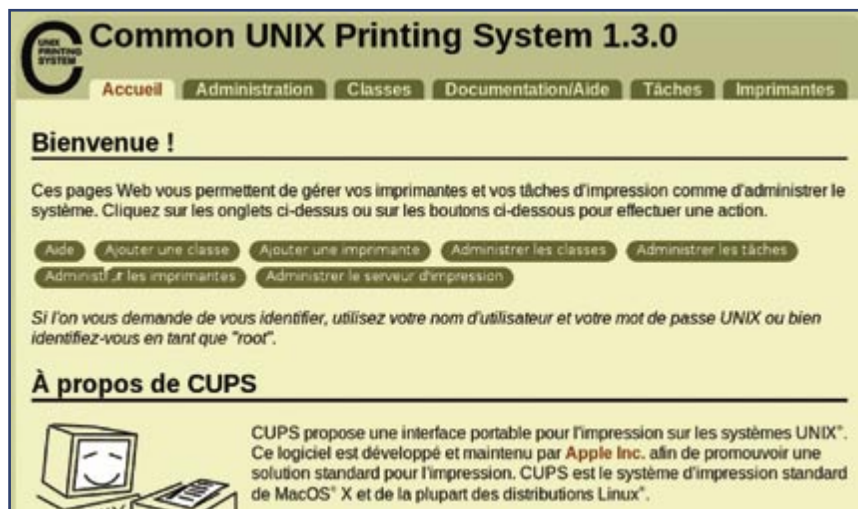 UNIX
PRINTING
SYSTEM
Common UNIX Printing System 1.3.0
Accueil Administration Classes Documentation/Aide Tâches Imprimantes
Bienvenue !
Ces pages Web vous permettent de gérer vos imprimantes et vos tâches d'impression comme d'administrer le
système. Cliquez sur les onglets ci-dessus ou sur les boutons ci-dessous pour effectuer une action.
Aide Ajouter une classe Ajouter une imprimante Administrer les classes Administrer les tâches
Administrer les imprimantes Administrer le serveur d'impression
Si l'on vous demande de vous identifier, utilisez votre nom d'utilisateur et votre mot de passe UNIX ou bien
identifiez-vous en tant que "root".
À propos de CUPS
CUPS propose une interface portable pour l'impression sur les systèmes UNIX®.
Ce logiciel est développé et maintenu par Apple Inc. afin de promouvoir une
solution standard pour l'impression. CUPS est le système d'impression standard
de MacOS® X et de la plupart des distributions Linux®.